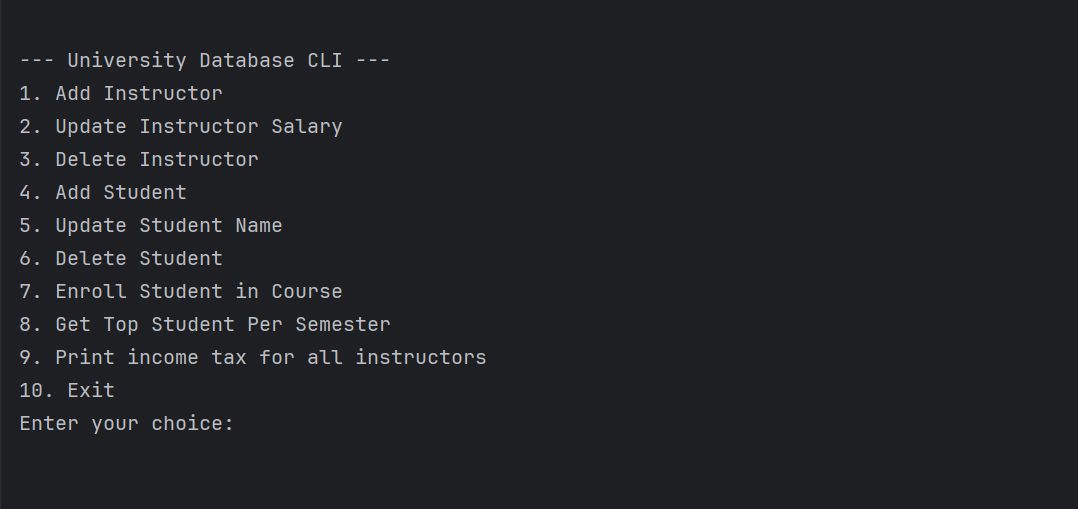 --- University Database CLI ---
1. Add Instructor
2. Update Instructor Salary
3. Delete Instructor
4. Add Student
5. Update Student Name
6. Delete Student
7. Enroll Student in Course
8. Get Top Student Per Semester
9. Print income tax for all instructors
10. Exit
Enter your choice: